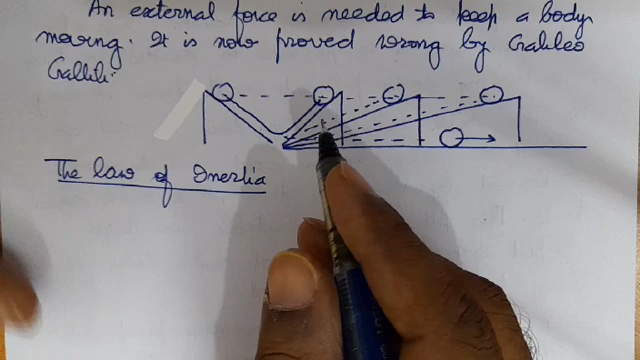 An external force is needed to keep a body
moving. It is now proved wrong by Galileo
Gallili.
The law of Inertia